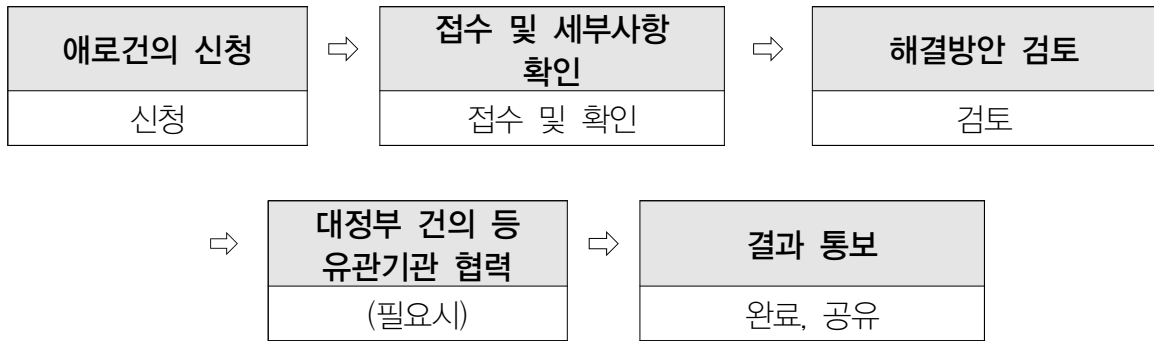 애로건의 신청
⇨
접수 및 세부사항
확인
⇨
해결방안 검토
신청
접수 및 확인
검토
⇨
대정부 건의 등
유관기관 협력
⇨
결과 통보
(필요시)
완료, 공유